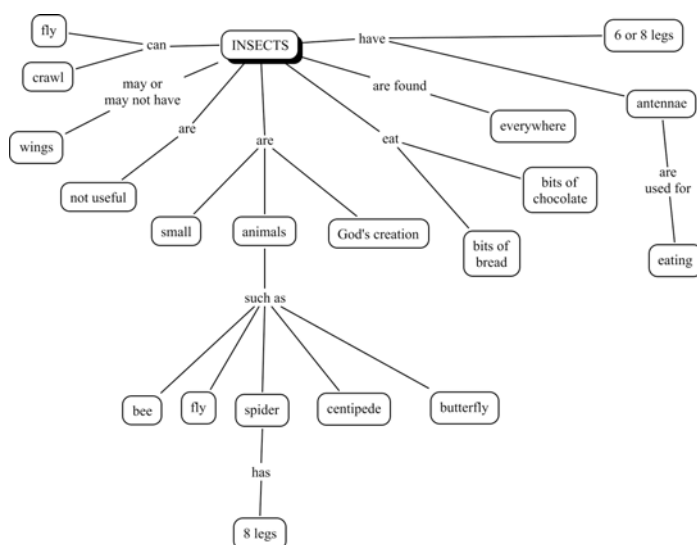 fly
can
INSECTS
have
6 or 8 legs
crawl
may or
may not have
are found
antennae
wings
are
everywhere
are
eat
not useful
bits of
chocolate
are
used for
small
animals
God's creation
bits of
bread
eating
such as
bee
fly
spider
centipede
butterfly
has
8 legs